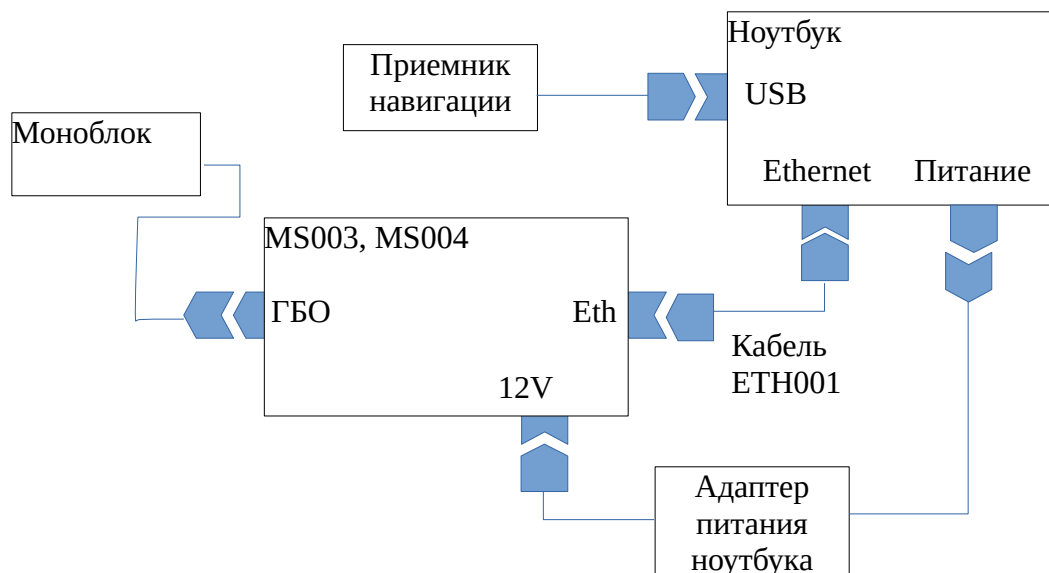 Ноутбук
Приемник
навигации
USB
Моноблок
Ethernet
Питание
MS003, MS004
ГБО
Eth
Кабель
ETH001
12V
Адаптер
питания
ноутбука